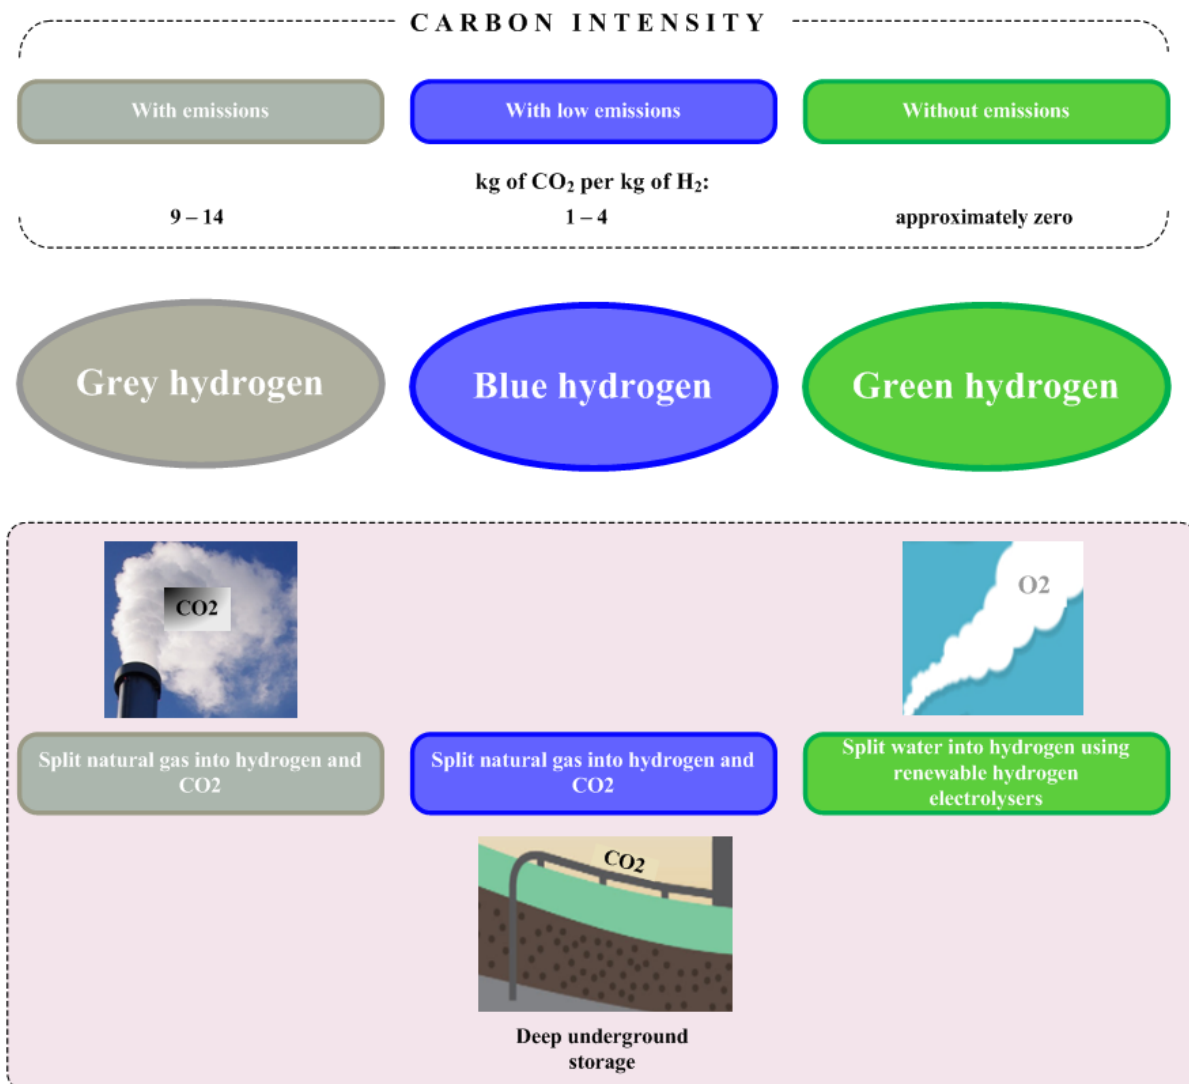 CARBON INTENSITY
With emissions
With low emissions
Without emissions
kg of CO₂ per kg of H₂:
9 – 14
1 – 4
approximately zero
Grey hydrogen
Blue hydrogen
Green hydrogen
CO2
O2
Split natural gas into hydrogen and
CO2
Split natural gas into hydrogen and
CO2
Split water into hydrogen using
renewable hydrogen
electrolysers
CO2
Deep underground
storage